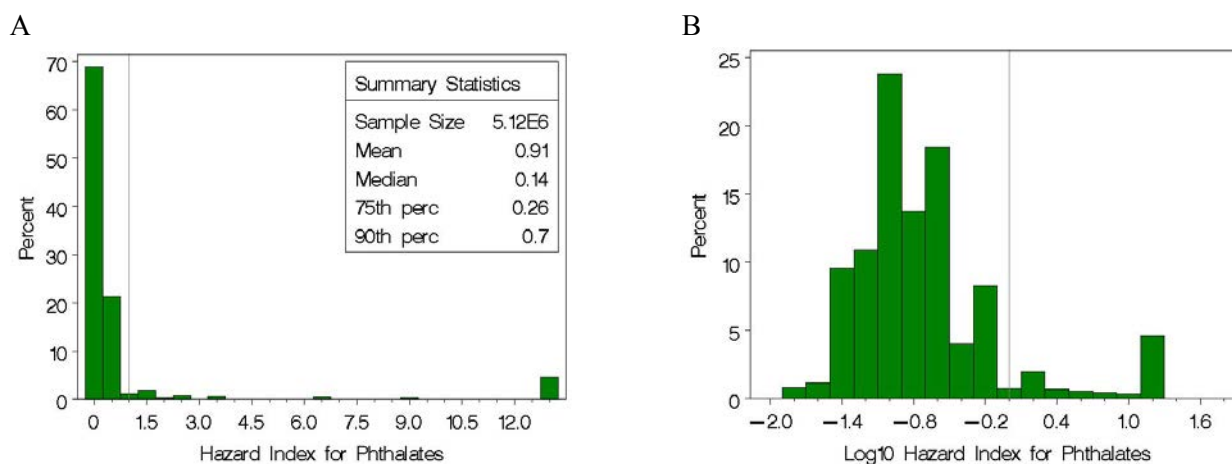 A
B
70
60
50
40
30
20
10
0
Percent
Summary Statistics
Sample Size 5.12E6
Mean 0.91
Median 0.14
75th perc 0.26
90th perc 0.7
0 1.5 3.0 4.5 6.0 7.5 9.0 10.5 12.0
Hazard Index for Phthalates
25
20
15
10
5
0
Percent
−2.0 −1.4 −0.8 −0.2 0.4 1.0 1.6
Log10 Hazard Index for Phthalates